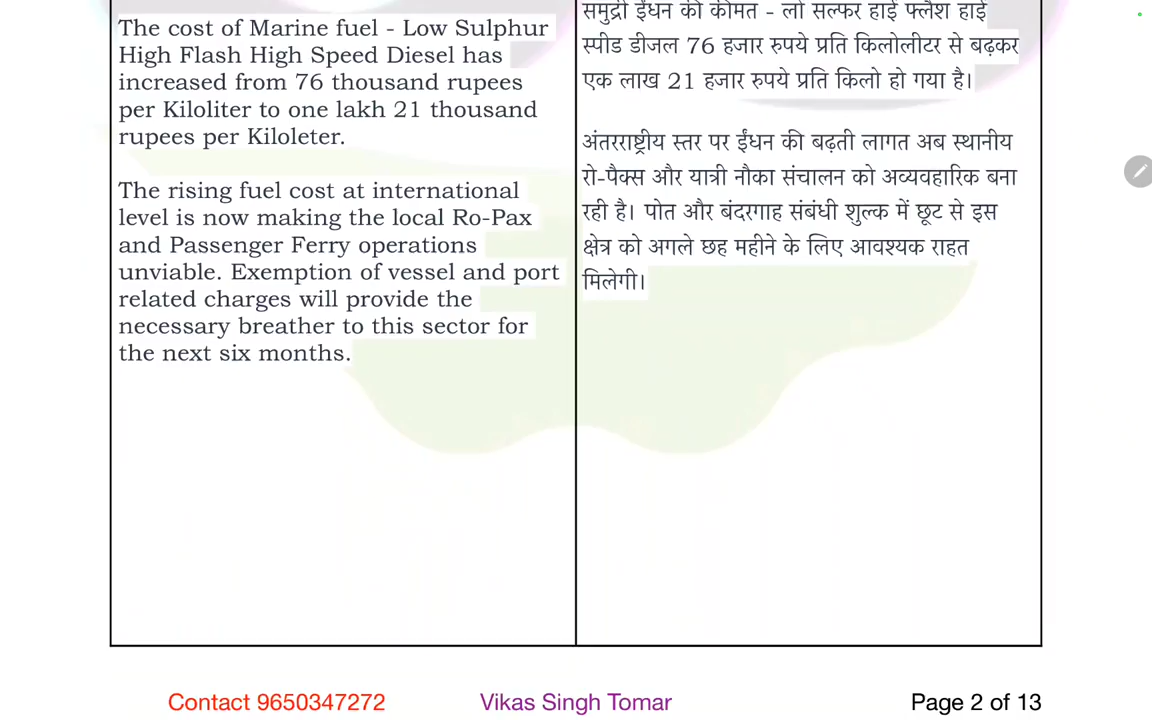 The cost of Marine fuel - Low Sulphur
High Flash High Speed Diesel has
increased from 76 thousand rupees
per Kiloliter to one lakh 21 thousand
rupees per Kiloleter.
The rising fuel cost at international
level is now making the local Ro-Pax
and Passenger Ferry operations
unviable. Exemption of vessel and port
related charges will provide the
necessary breather to this sector for
the next six months.
समुद्री ईंधन की कीमत - लो सल्फर हाई फ्लैश हाई
स्पीड डीजल 76 हजार रुपये प्रति किलोलीटर से बढ़कर
एक लाख 21 हजार रुपये प्रति किलो हो गया है।
अंतरराष्ट्रीय स्तर पर ईंधन की बढ़ती लागत अब स्थानीय
रो-पैक्स और यात्री नौका संचालन को अव्यवहारिक बना
रही है। पोत और बंदरगाह संबंधी शुल्क में छूट से इस
क्षेत्र को अगले छह महीने के लिए आवश्यक राहत
मिलेगी।
Contact 9650347272 Vikas Singh Tomar Page 2 of 13